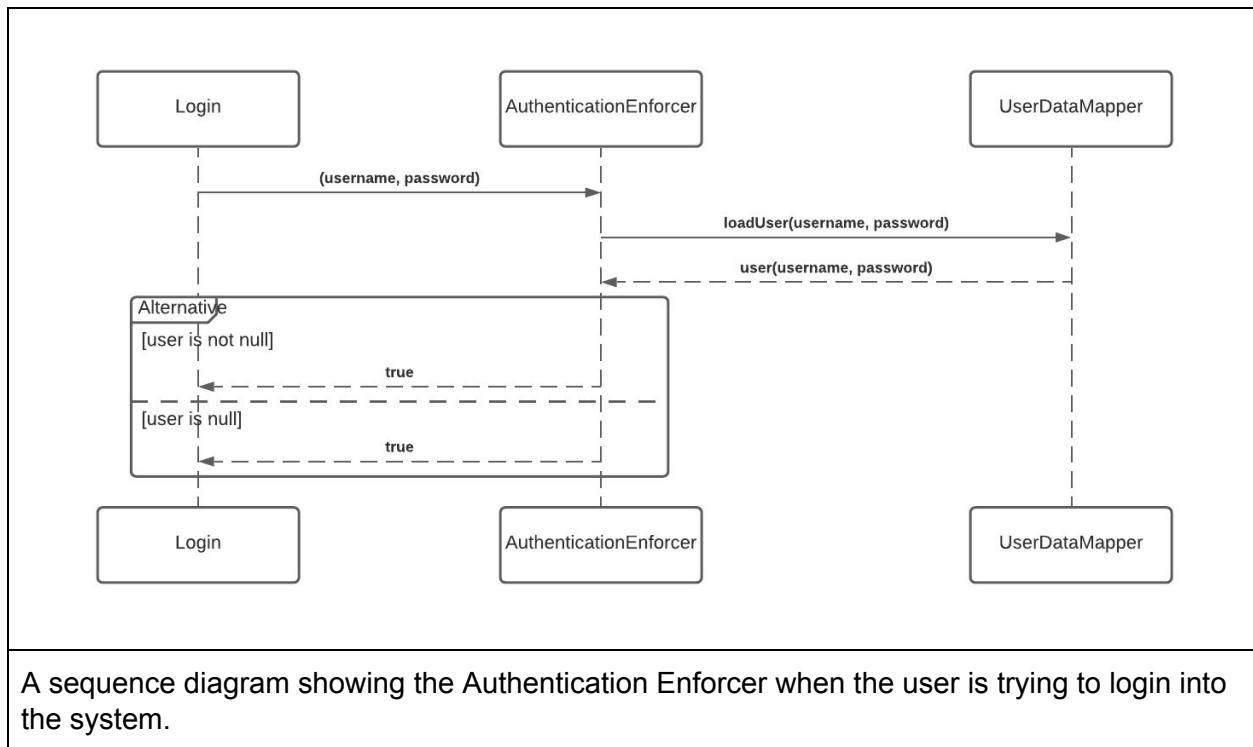 Login
AuthenticationEnforcer
UserDataMapper
(username, password)
loadUser(username, password)
user(username, password)
Alternative
[user is not null]
true
[user is null]
true
Login
AuthenticationEnforcer
UserDataMapper
A sequence diagram showing the Authentication Enforcer when the user is trying to login into
the system.